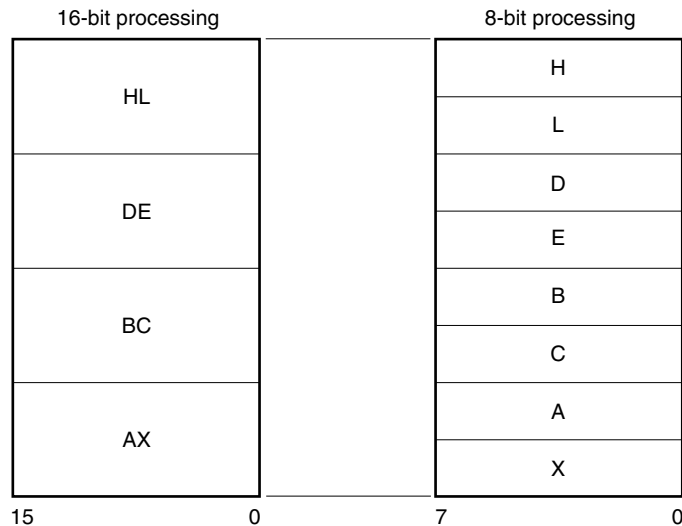 16-bit processing
8-bit processing
HL
DE
BC
AX
H
L
D
E
B
C
A
X
15 0
7 0